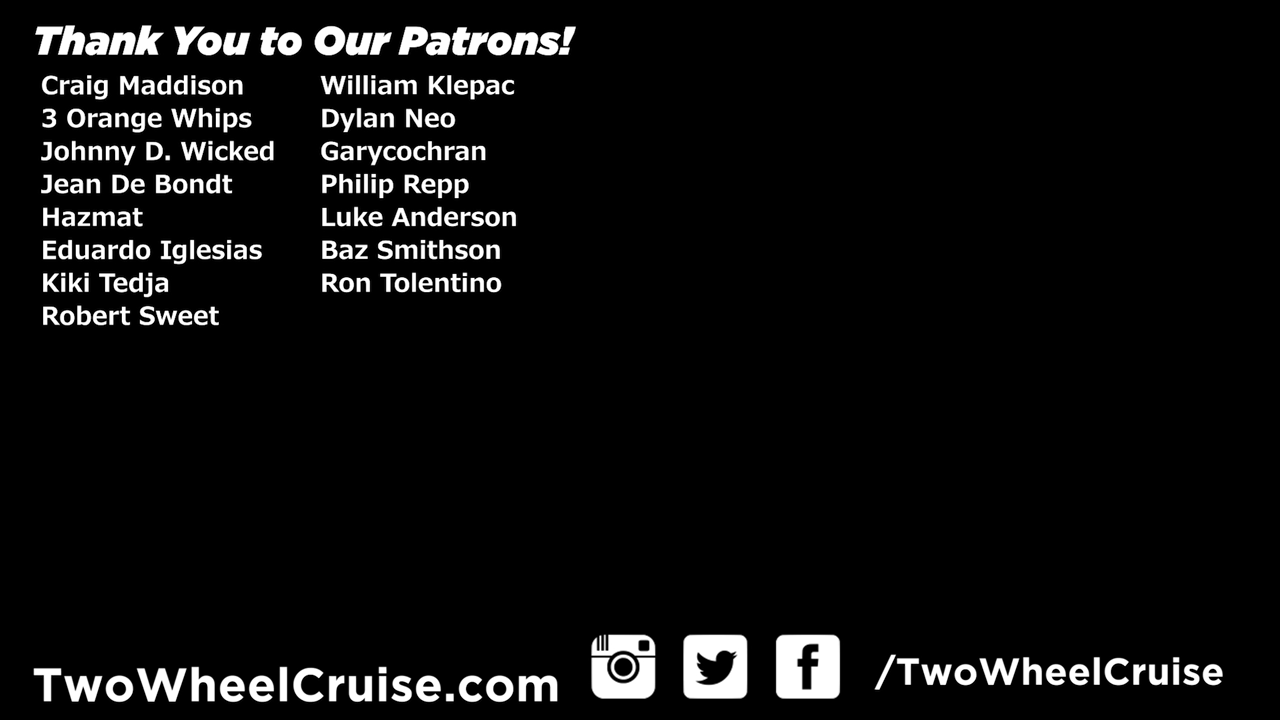 Thank You to Our Patrons!
Craig Maddison
3 Orange Whips
Johnny D. Wicked
Jean De Bondt
Hazmat
Eduardo Iglesias
Kiki Tedja
Robert Sweet
William Klepac
Dylan Neo
Garycochran
Philip Repp
Luke Anderson
Baz Smithson
Ron Tolentino
TwoWheelCruise.com
/TwoWheelCruise